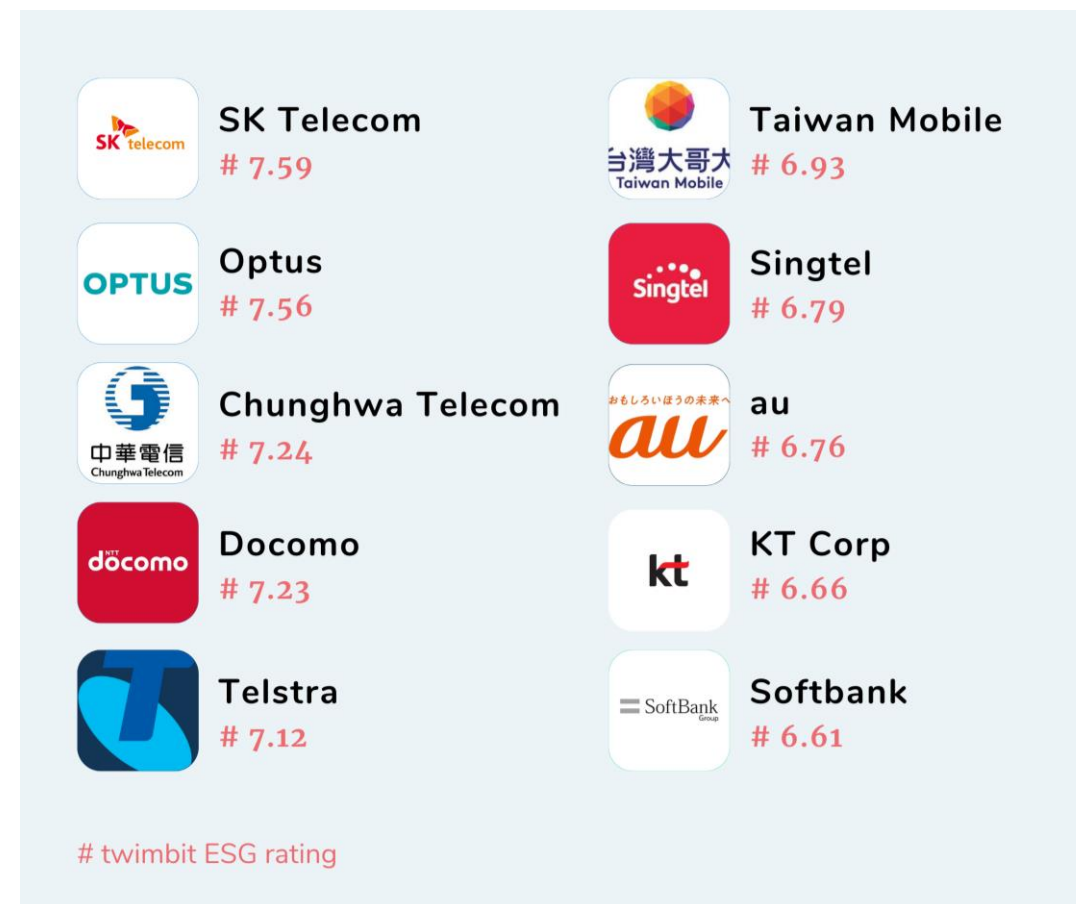 SK telecom
SK Telecom
# 7.59
OPTUS
Optus
# 7.56
中華電信
Chunghwa Telecom
Chunghwa Telecom
# 7.24
NTT
döcomo
Docomo
# 7.23
T
Telstra
# 7.12
台灣大哥大
Taiwan Mobile
Taiwan Mobile
# 6.93
Singtel
Singtel
# 6.79
おもしろいほうの未来へ
au
au
# 6.76
kt
KT Corp
# 6.66
SoftBank
Group
Softbank
# 6.61
# twimbit ESG rating